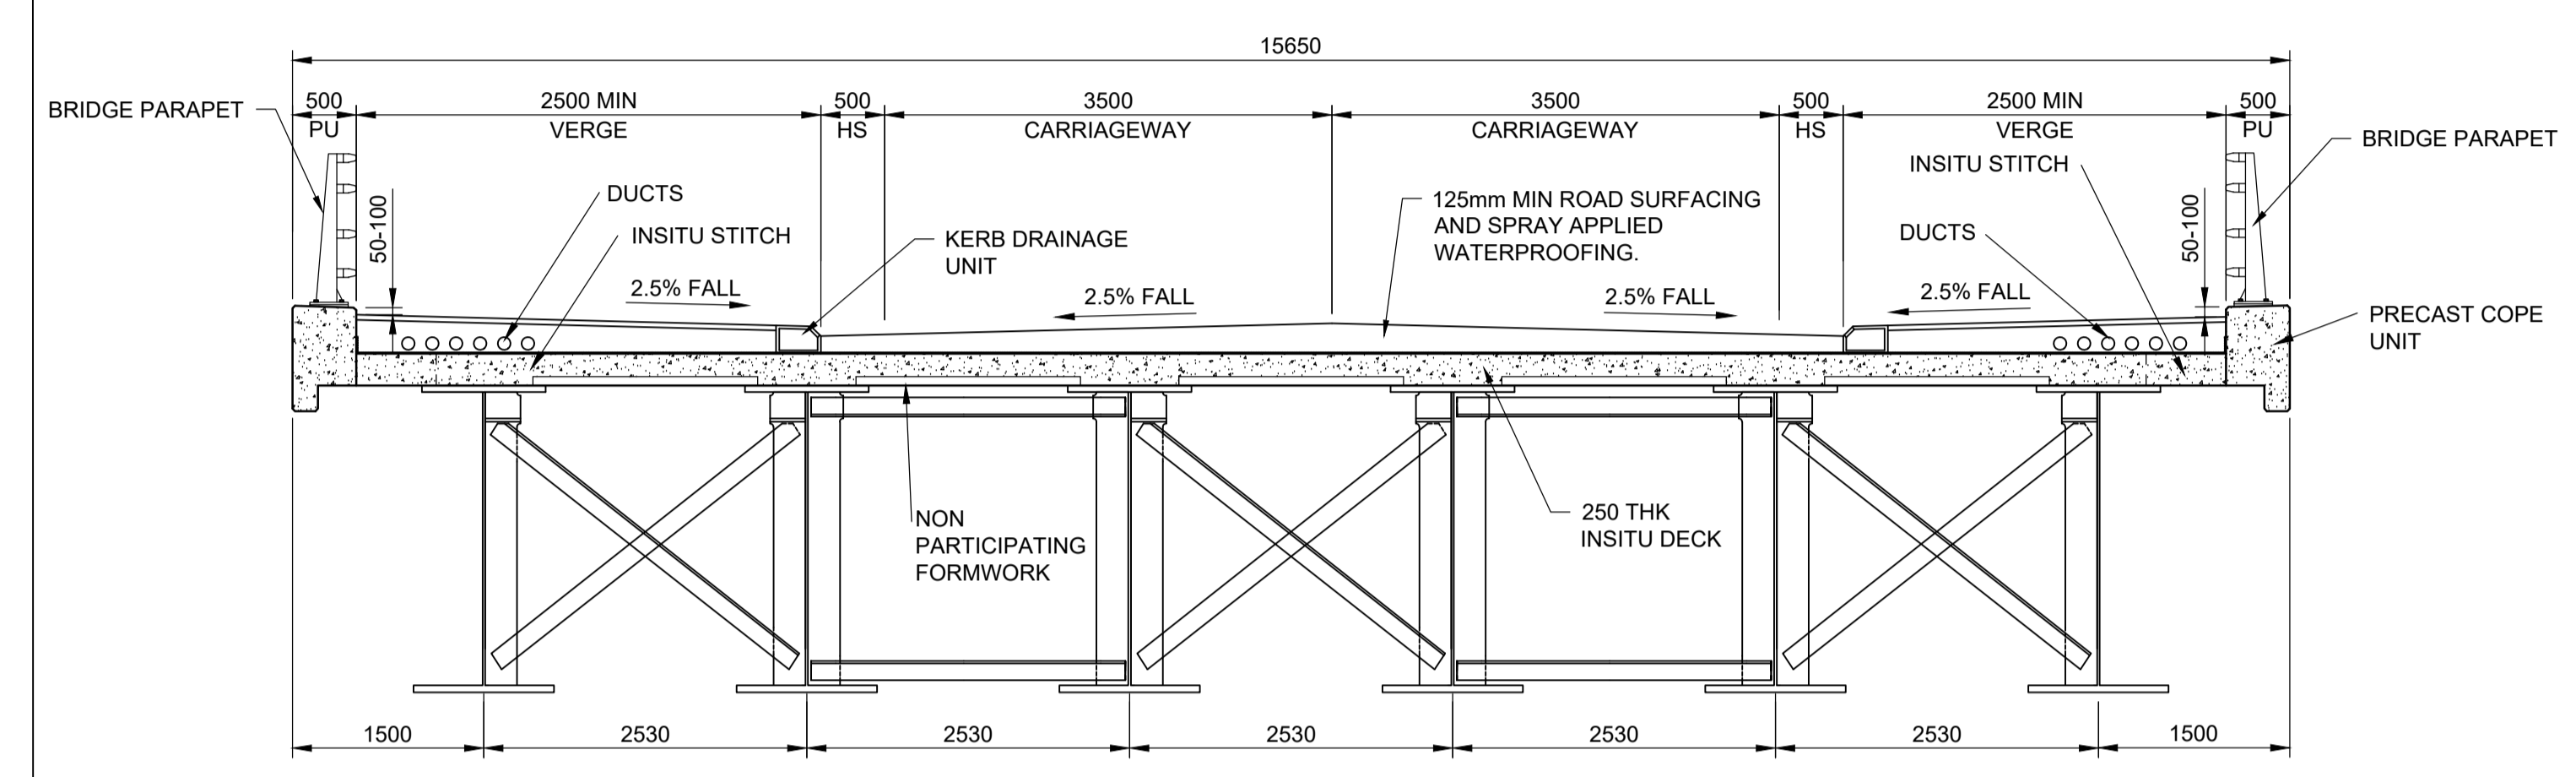 15650
500
2500 MIN
500
3500
3500
500
2500 MIN
500
PU
VERGE
HS
CARRIAGEWAY
CARRIAGEWAY
HS
VERGE
PU
BRIDGE PARAPET
BRIDGE PARAPET
INSITU STITCH
DUCTS
50-100
INSITU STITCH
KERB DRAINAGE
UNIT
125mm MIN ROAD SURFACING
AND SPRAY APPLIED
WATERPROOFING.
DUCTS
50-100
2.5% FALL
2.5% FALL
2.5% FALL
2.5% FALL
PRECAST COPE
UNIT
NON
PARTICIPATING
FORMWORK
250 THK
INSITU DECK
1500
2530
2530
2530
2530
2530
1500